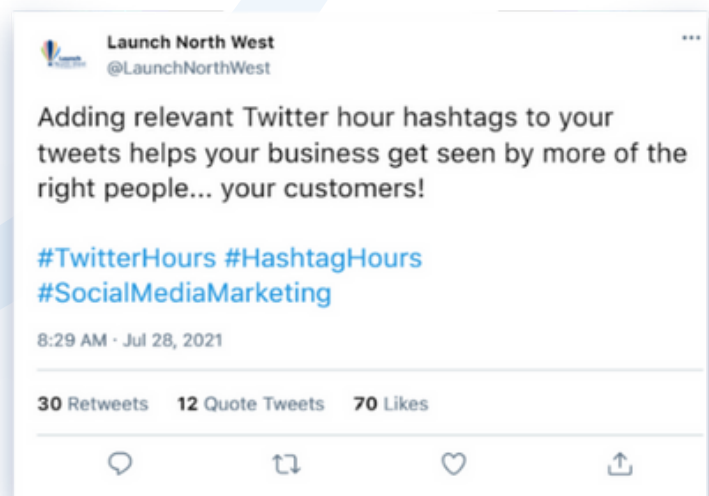 Launch North West
@LaunchNorthWest
Adding relevant Twitter hour hashtags to your
tweets helps your business get seen by more of the
right people... your customers!
#TwitterHours #HashtagHours
#SocialMediaMarketing
8:29 AM · Jul 28, 2021
30 Retweets 12 Quote Tweets 70 Likes